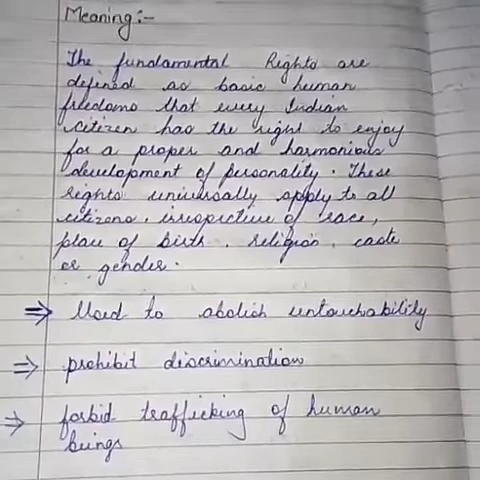 Meaning:-
The fundamental Rights are
defined as basic human
freedoms that every Indian
citizen has the right to enjoy
for a proper and harmonious
development of personality. These
rights universally apply to all
citizens, irrespective of race,
place of birth, religion, caste
or gender.
⇒ Used to abolish untouchability
⇒ prohibit discrimination
⇒ forbid trafficking of human
beings